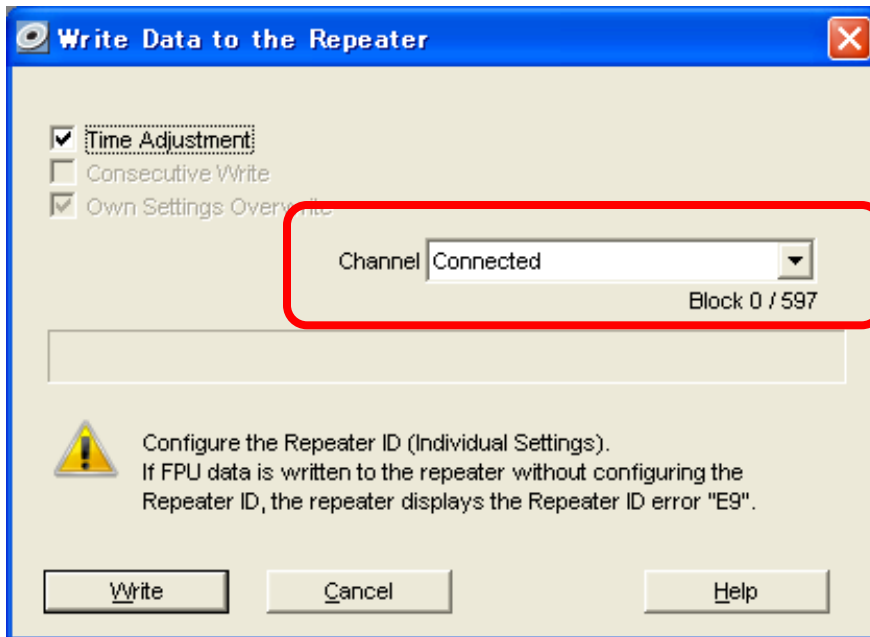 Write Data to the Repeater
Time Adjustment
Consecutive Write
Own Settings Overwrite
Channel Connected
Block 0 / 597
Configure the Repeater ID (Individual Settings).
If FPU data is written to the repeater without configuring the
Repeater ID, the repeater displays the Repeater ID error "E9".
Write Cancel Help